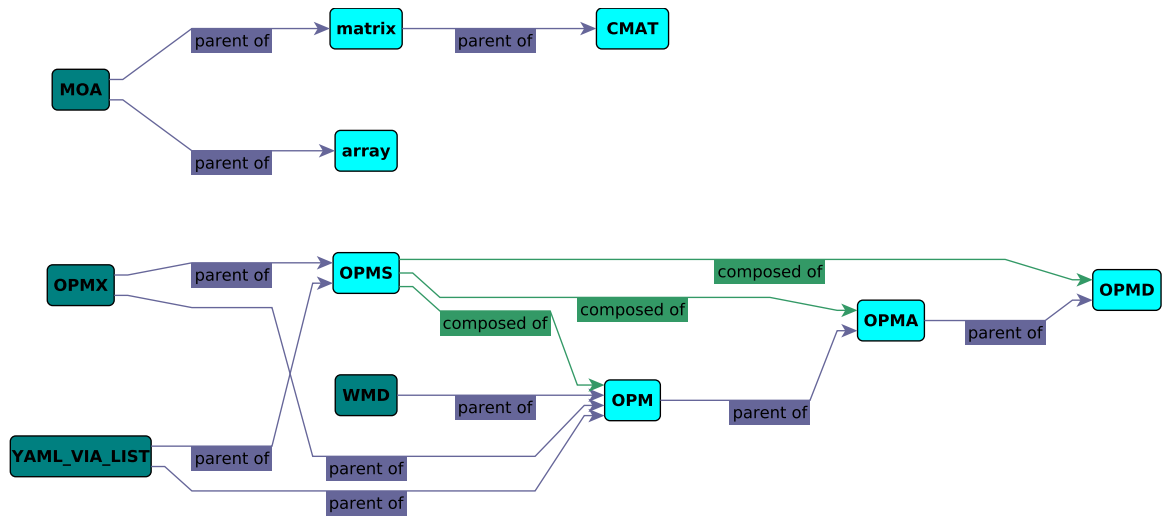 matrix
CMAT
parent of
parent of
MOA
array
parent of
OPMS
composed of
OPMX
parent of
OPMD
composed of
OPMA
composed of
parent of
WMD
OPM
parent of
parent of
YAML_VIA_LIST
parent of
parent of
parent of